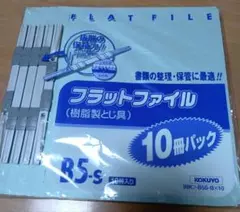 FLAT FILE
書類の整理・保管に最適!!
フラットファイル
(樹脂製とじ具)
10冊パック
B5-S
KOKUYO